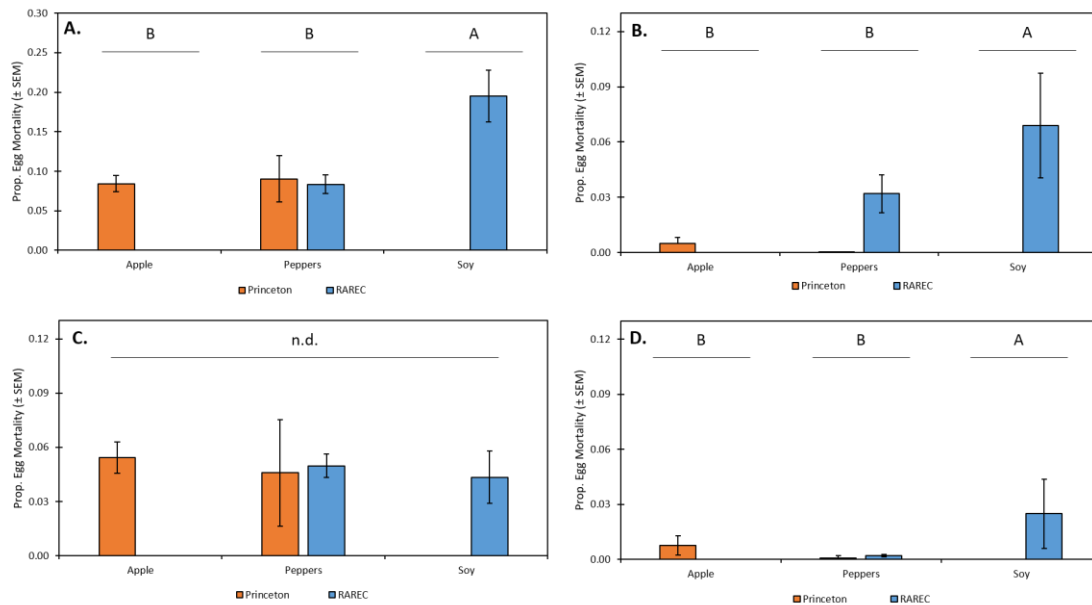 A.
B B A
Prop. Egg Mortality (± SEM)
0.30
0.25
0.20
0.15
0.10
0.05
0.00
Apple Peppers Soy
Princeton RAREC
B.
B B A
Prop. Egg Mortality (± SEM)
0.12
0.09
0.06
0.03
0.00
Apple Peppers Soy
Princeton RAREC
C.
n.d.
Prop. Egg Mortality (± SEM)
0.12
0.09
0.06
0.03
0.00
Apple Peppers Soy
Princeton RAREC
D.
B B A
Prop. Egg Mortality (± SEM)
0.12
0.09
0.06
0.03
0.00
Apple Peppers Soy
Princeton RAREC